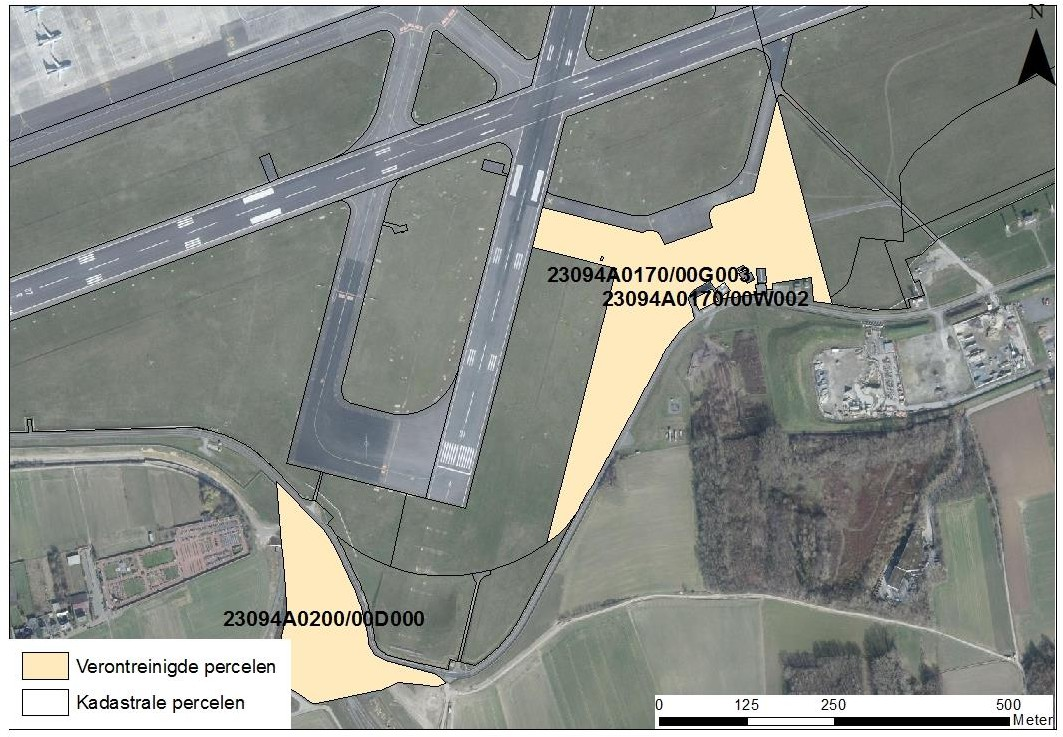 N
23094A0170/00G003
23094A0170/00W002
23094A0200/00D000
Verontreinigde percelen
Kadastrale percelen
0 125 250 500
Meter